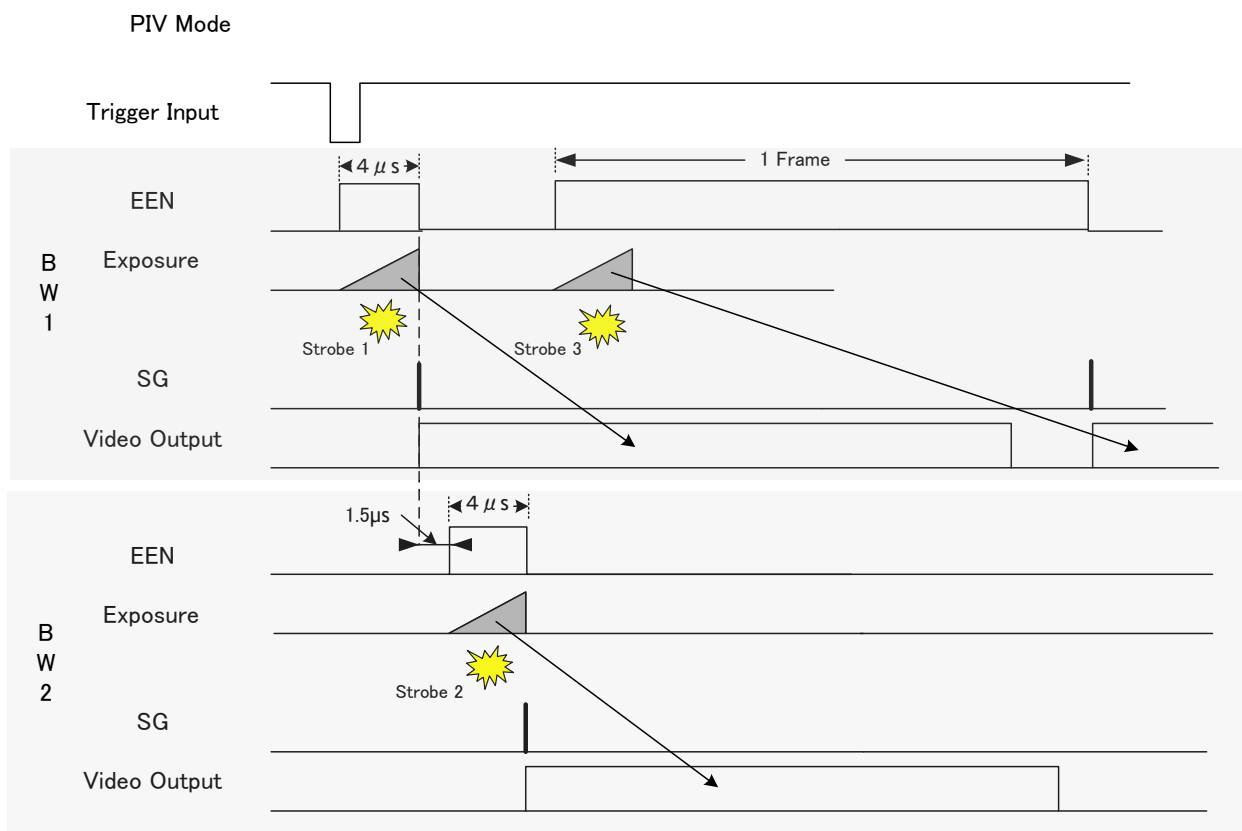 PIV Mode
Trigger Input
4 μs
1 Frame
EEN
Exposure
B
W
1
Strobe 1
Strobe 3
SG
Video Output
4 μs
1.5µs
EEN
Exposure
B
W
2
Strobe 2
SG
Video Output